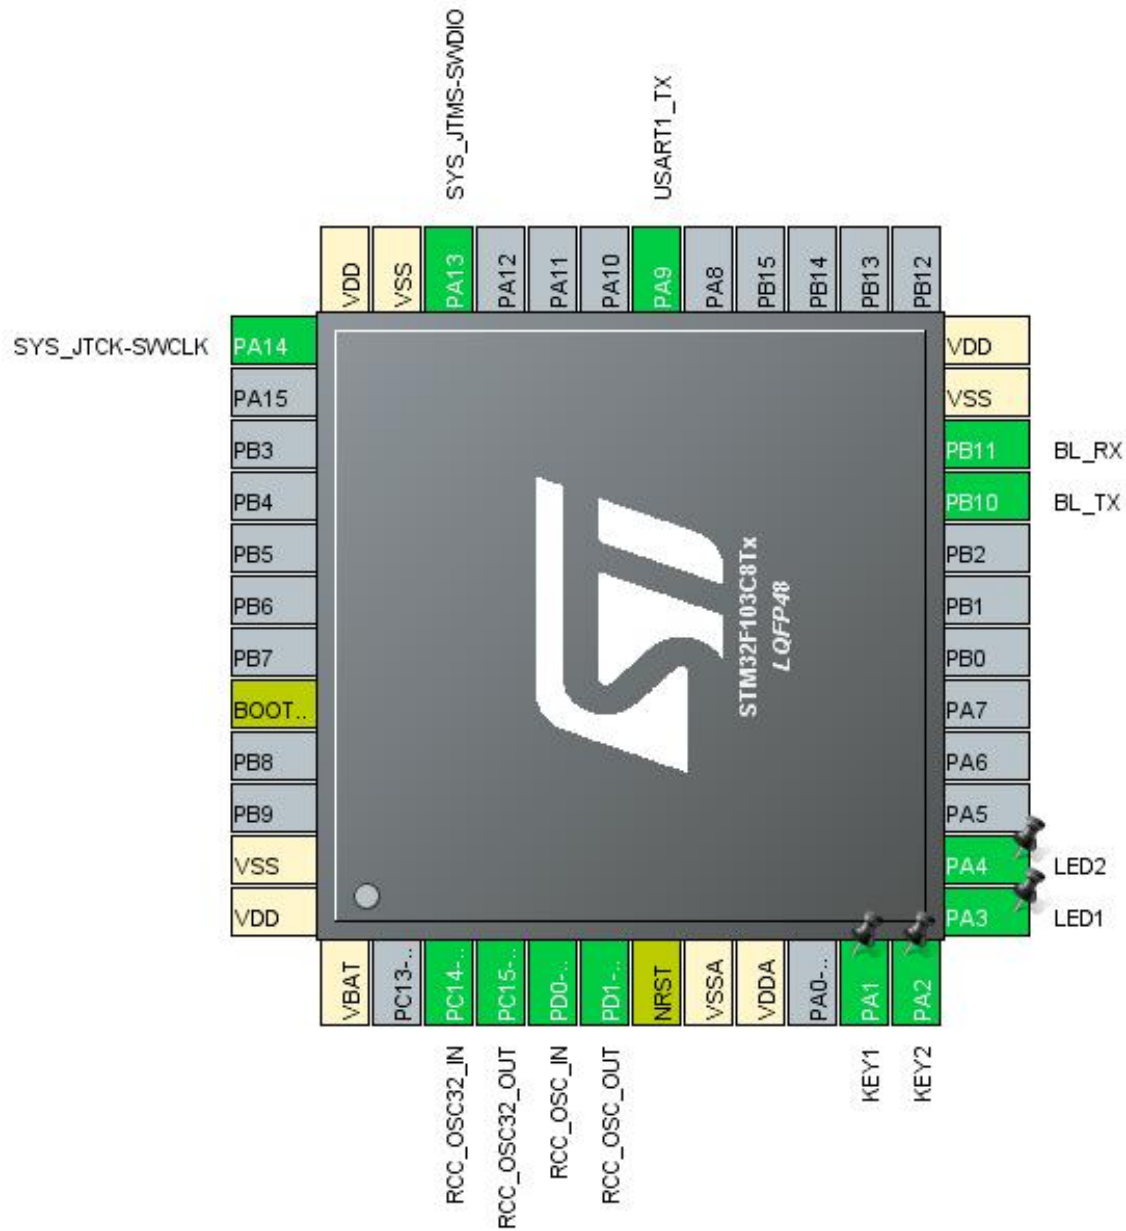 SYS_JTMS-SWDIO
USART1_TX
VDD
VSS
PA13
PA12
PA11
PA10
PA9
PA8
PB15
PB14
PB13
PB12
SYS_JTCK-SWCLK
PA14
PA15
PB3
PB4
PB5
PB6
PB7
BOOT..
PB8
PB9
VSS
VDD
STM32F103C8Tx
LQFP48
VDD
VSS
PB11 BL_RX
PB10 BL_TX
PB2
PB1
PB0
PA7
PA6
PA5
PA4 LED2
PA3 LED1
VBAT
PC13-..
PC14-..
PC15-..
PD0-..
PD1-..
NRST
VSSA
VDDA
PA0-..
PA1
PA2
RCC_OSC32_IN
RCC_OSC32_OUT
RCC_OSC_IN
RCC_OSC_OUT
KEY1
KEY2